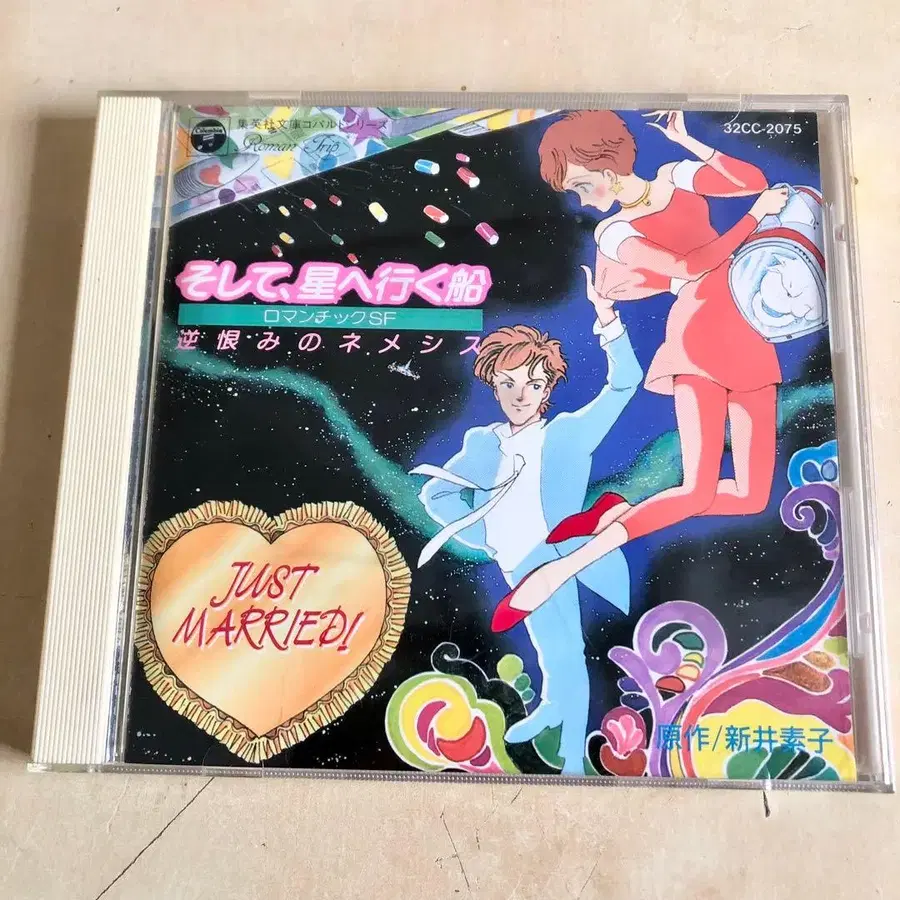 Columbia
集英社文庫コバルトシリーズ
Roman Trip
32CC-2075
そして、星へ行く船
ロマンチックSF
逆恨みのネメシス
JUST
MARRIED!
原作/新井素子